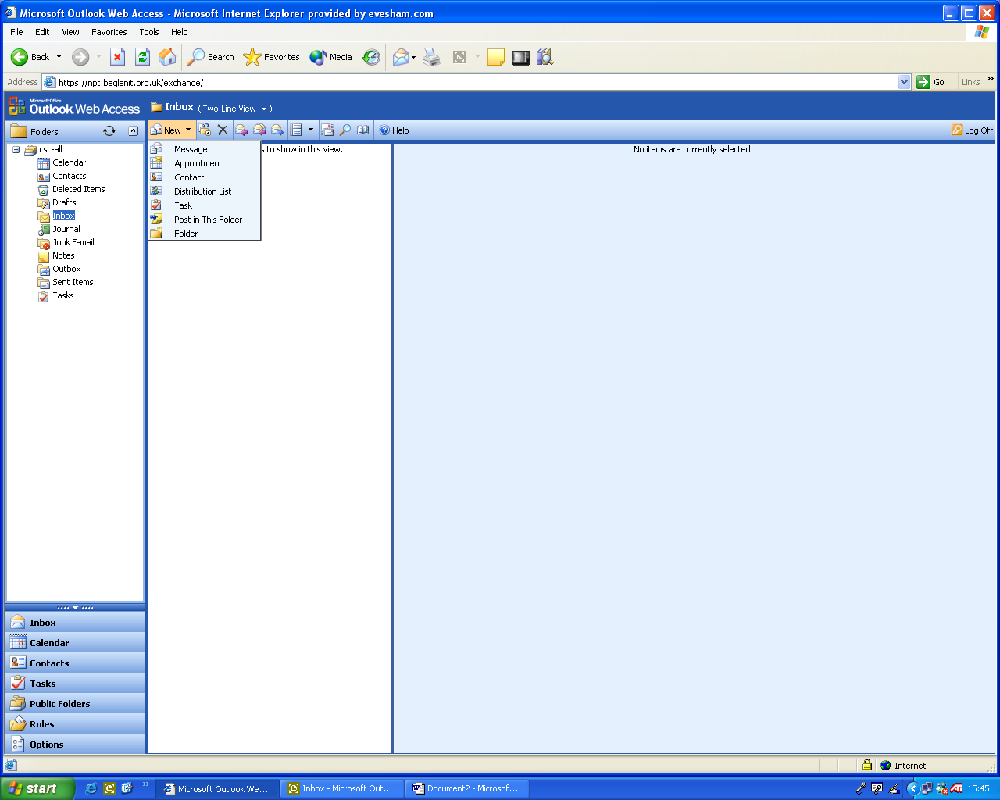 Microsoft Outlook Web Access - Microsoft Internet Explorer provided by evesham.com
File Edit View Favorites Tools Help
Back Search Favorites Media
Address https://npt.baglanit.org.uk/exchange/ Go Links »
Microsoft Office
Outlook Web Access Inbox (Two-Line View)
Folders New Help Log Off
csc-all
Calendar
Contacts
Deleted Items
Drafts
Inbox
Journal
Junk E-mail
Notes
Outbox
Sent Items
Tasks
Message
Appointment
Contact
Distribution List
Task
Post in This Folder
Folder
s to show in this view.
No items are currently selected.
Inbox
Calendar
Contacts
Tasks
Public Folders
Rules
Options
Internet
start » Microsoft Outlook We... Inbox - Microsoft Out... Document2 - Microsof... ATI 15:45